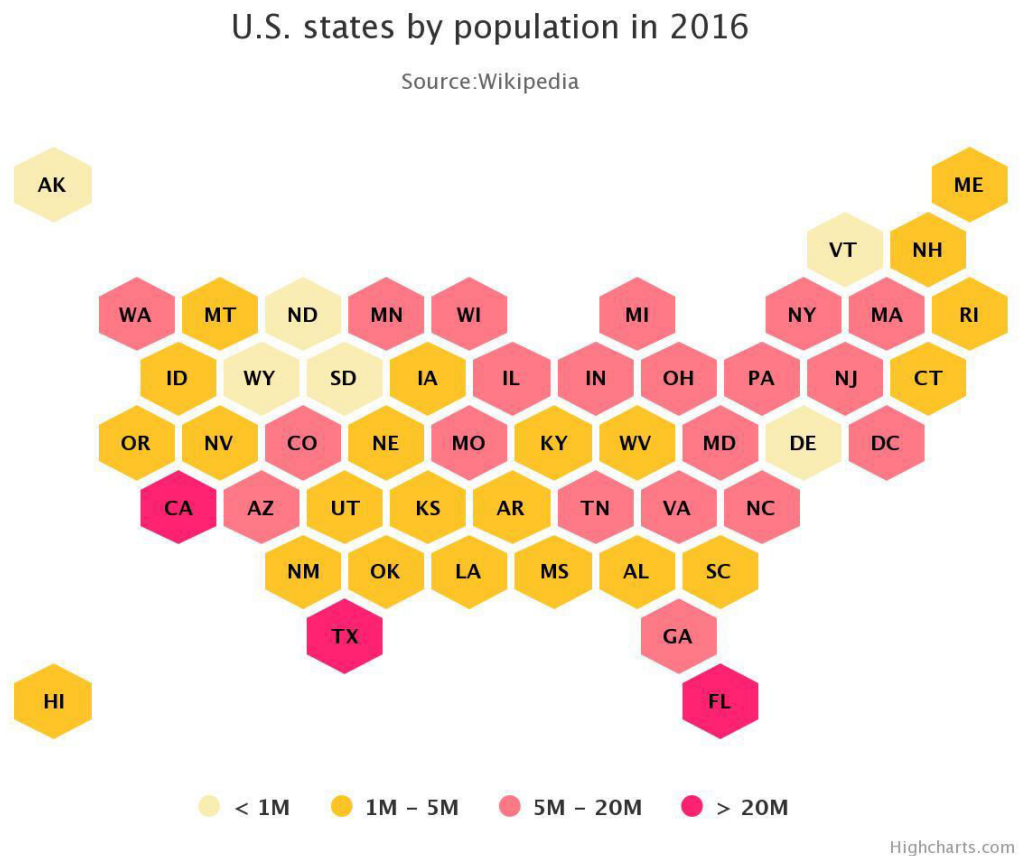 U.S. states by population in 2016
Source:Wikipedia
AK ME
VT NH
WA MT ND MN WI MI NY MA RI
ID WY SD IA IL IN OH PA NJ CT
OR NV CO NE MO KY WV MD DE DC
CA AZ UT KS AR TN VA NC
NM OK LA MS AL SC
TX GA
HI FL
< 1M 1M – 5M 5M – 20M > 20M
Highcharts.com